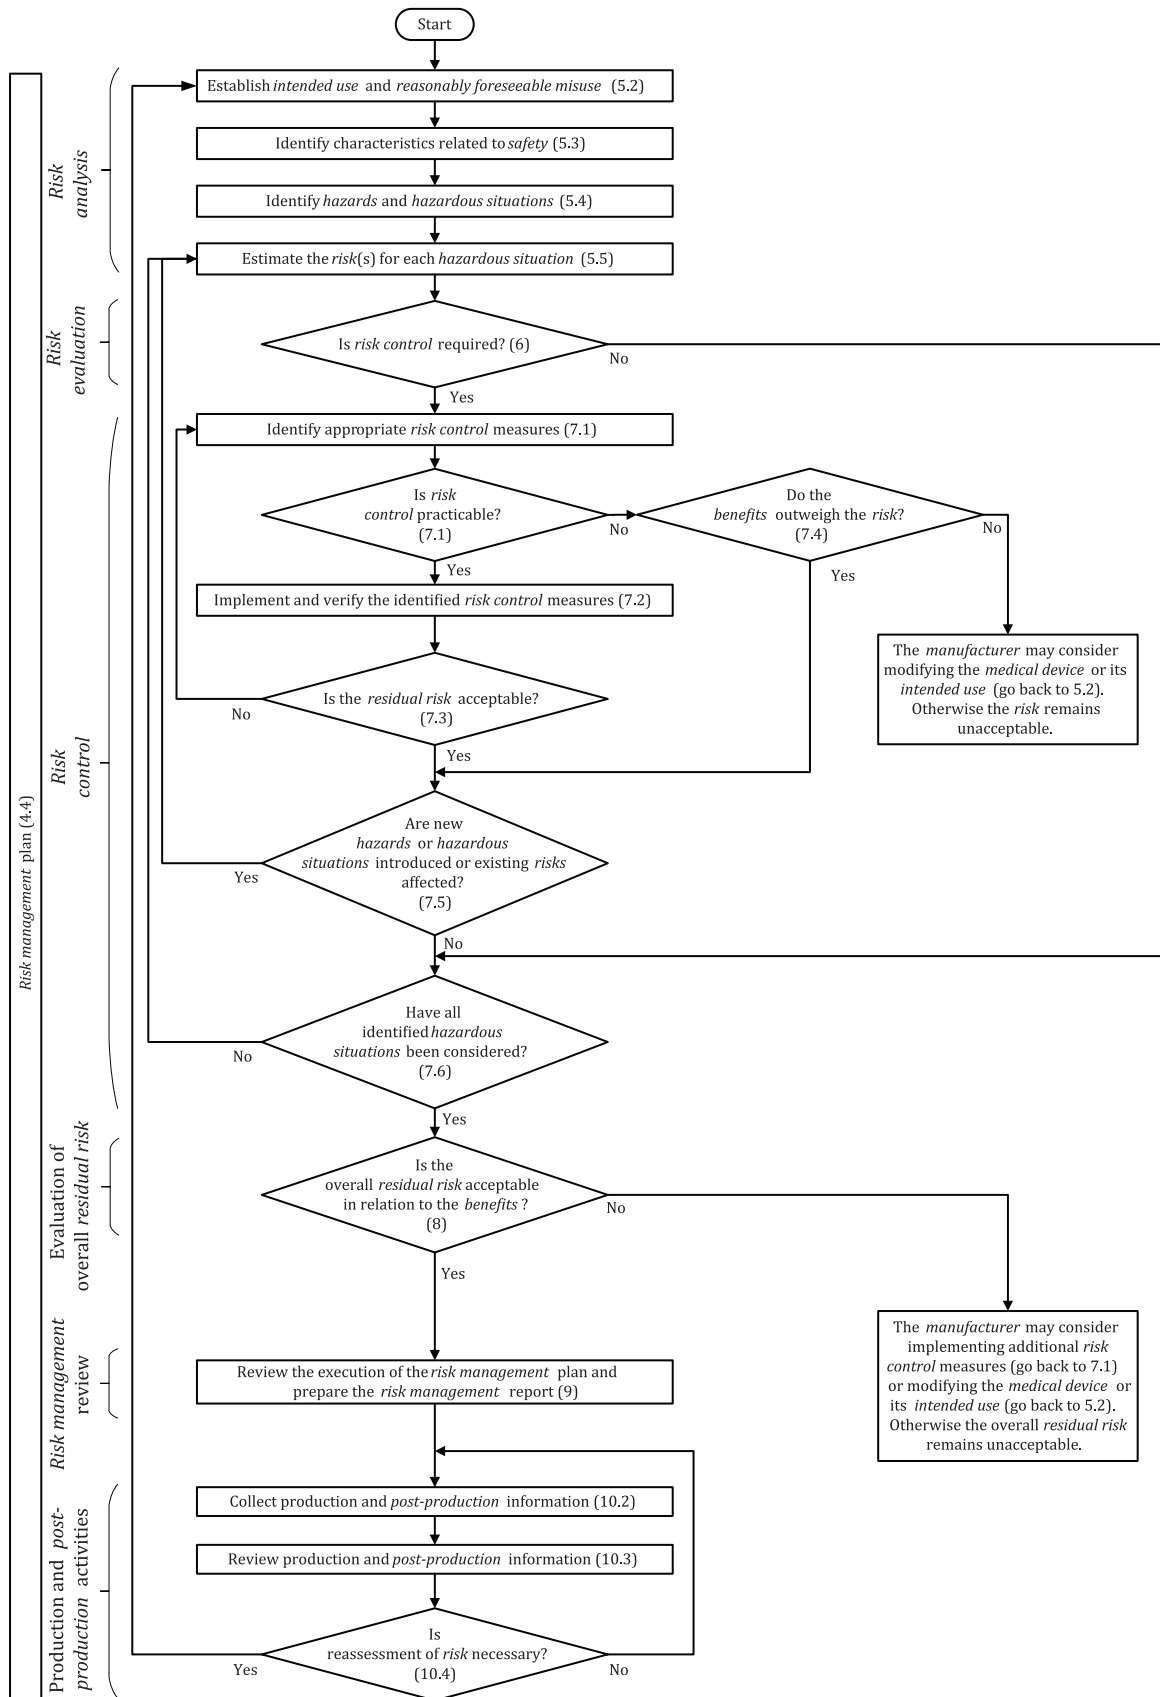 Start
Risk management plan (4.4)
Risk
analysis
Establish intended use and reasonably foreseeable misuse (5.2)
Identify characteristics related to safety (5.3)
Identify hazards and hazardous situations (5.4)
Estimate the risk(s) for each hazardous situation (5.5)
Risk
evaluation
Is risk control required? (6)
No
Yes
Risk
control
Identify appropriate risk control measures (7.1)
Is risk
control practicable?
(7.1)
No
Yes
Do the
benefits outweigh the risk?
(7.4)
No
Yes
Implement and verify the identified risk control measures (7.2)
The manufacturer may consider
modifying the medical device or its
intended use (go back to 5.2).
Otherwise the risk remains
unacceptable.
Is the residual risk acceptable?
(7.3)
No
Yes
Are new
hazards or hazardous
situations introduced or existing risks
affected?
(7.5)
Yes
No
Have all
identified hazardous
situations been considered?
(7.6)
No
Yes
Evaluation of
overall residual risk
Is the
overall residual risk acceptable
in relation to the benefits ?
(8)
No
Yes
The manufacturer may consider
implementing additional risk
control measures (go back to 7.1)
or modifying the medical device or
its intended use (go back to 5.2).
Otherwise the overall residual risk
remains unacceptable.
Risk management
review
Review the execution of the risk management plan and
prepare the risk management report (9)
Production and post-
production activities
Collect production and post-production information (10.2)
Review production and post-production information (10.3)
Is
reassessment of risk necessary?
(10.4)
Yes
No